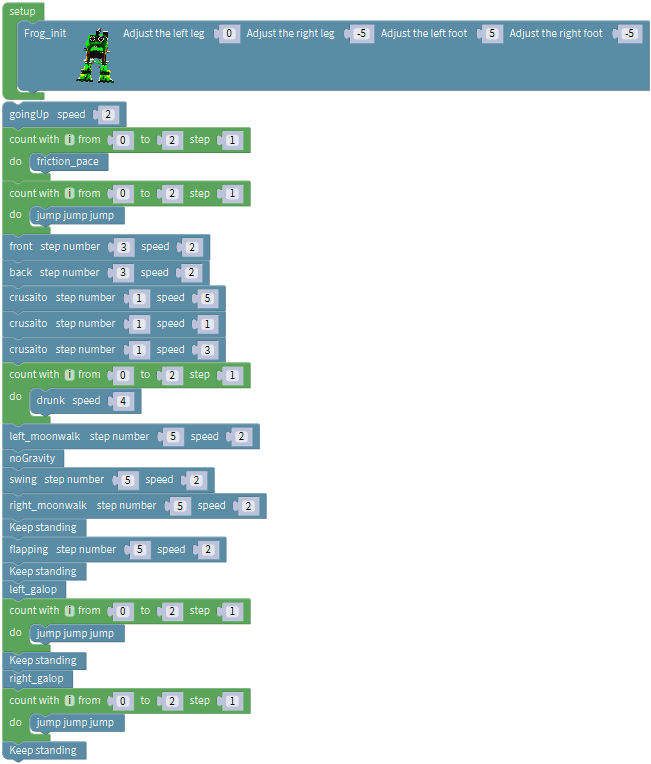 setup
Frog_init Adjust the left leg 0 Adjust the right leg -5 Adjust the left foot 5 Adjust the right foot -5
goingUp speed 2
count with i from 0 to 2 step 1
do friction_pace
count with i from 0 to 2 step 1
do jump jump jump
front step number 3 speed 2
back step number 3 speed 2
crusaito step number 1 speed 5
crusaito step number 1 speed 1
crusaito step number 1 speed 3
count with i from 0 to 2 step 1
do drunk speed 4
left_moonwalk step number 5 speed 2
noGravity
swing step number 5 speed 2
right_moonwalk step number 5 speed 2
Keep standing
flapping step number 5 speed 2
Keep standing
left_galop
count with i from 0 to 2 step 1
do jump jump jump
Keep standing
right_galop
count with i from 0 to 2 step 1
do jump jump jump
Keep standing